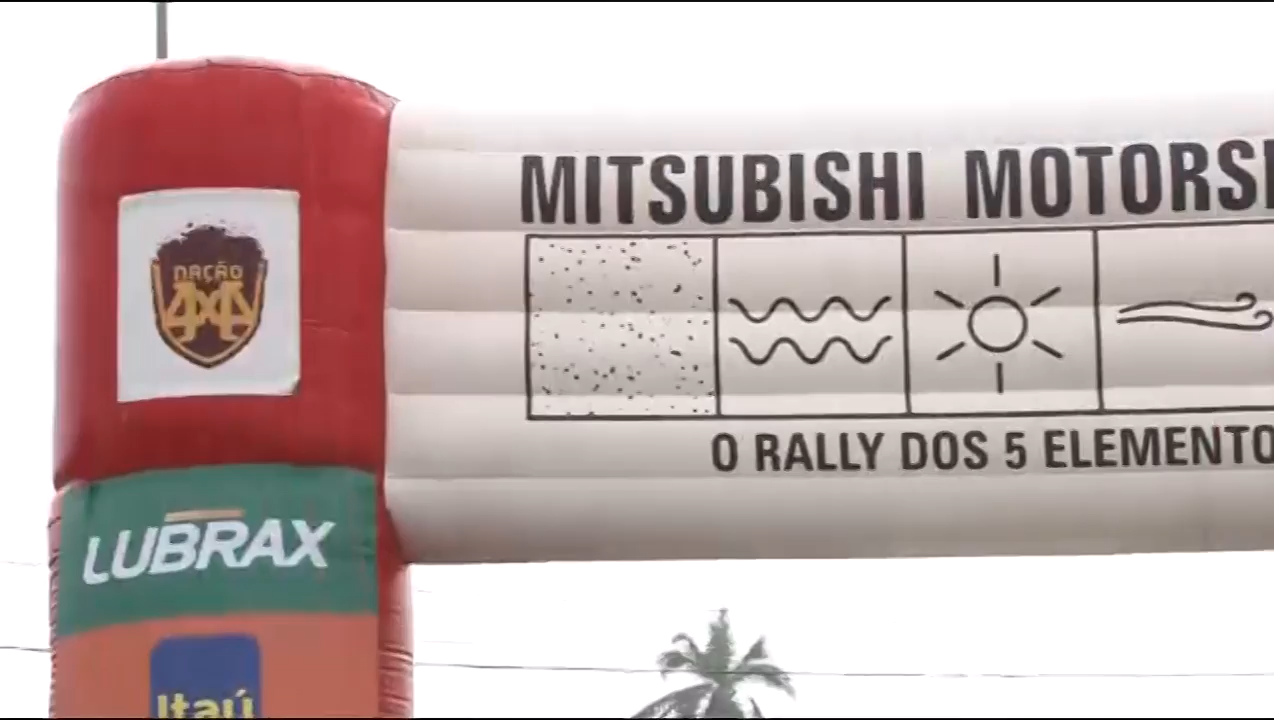 MITSUBISHI MOTORS
NAÇÃO
4X4
O RALLY DOS 5 ELEMENTO
LUBRAX
Itaú